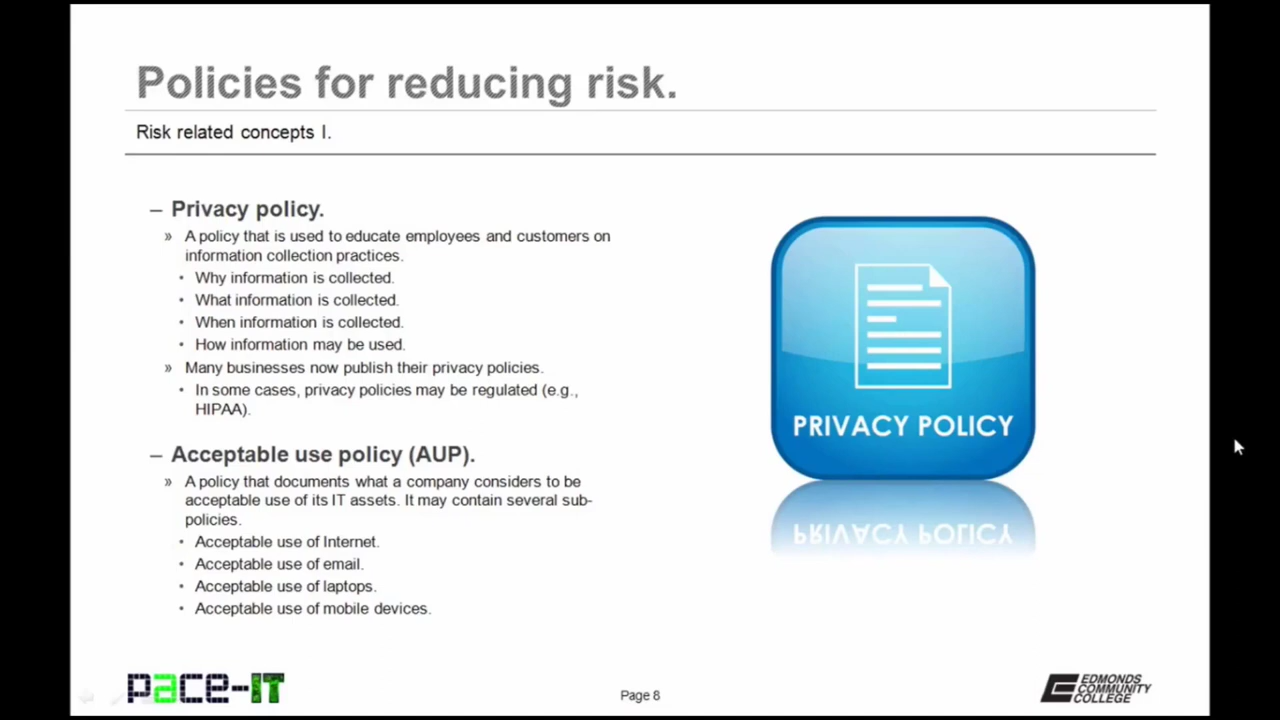 Policies for reducing risk.
Risk related concepts I.
– Privacy policy.
» A policy that is used to educate employees and customers on
information collection practices.
• Why information is collected.
• What information is collected.
• When information is collected.
• How information may be used.
» Many businesses now publish their privacy policies.
• In some cases, privacy policies may be regulated (e.g.,
HIPAA).
– Acceptable use policy (AUP).
» A policy that documents what a company considers to be
acceptable use of its IT assets. It may contain several sub-
policies.
• Acceptable use of Internet.
• Acceptable use of email.
• Acceptable use of laptops.
• Acceptable use of mobile devices.
PRIVACY POLICY
PRIVACY POLICY
pace-IT
Page 8
EDMONDS
COMMUNITY
COLLEGE